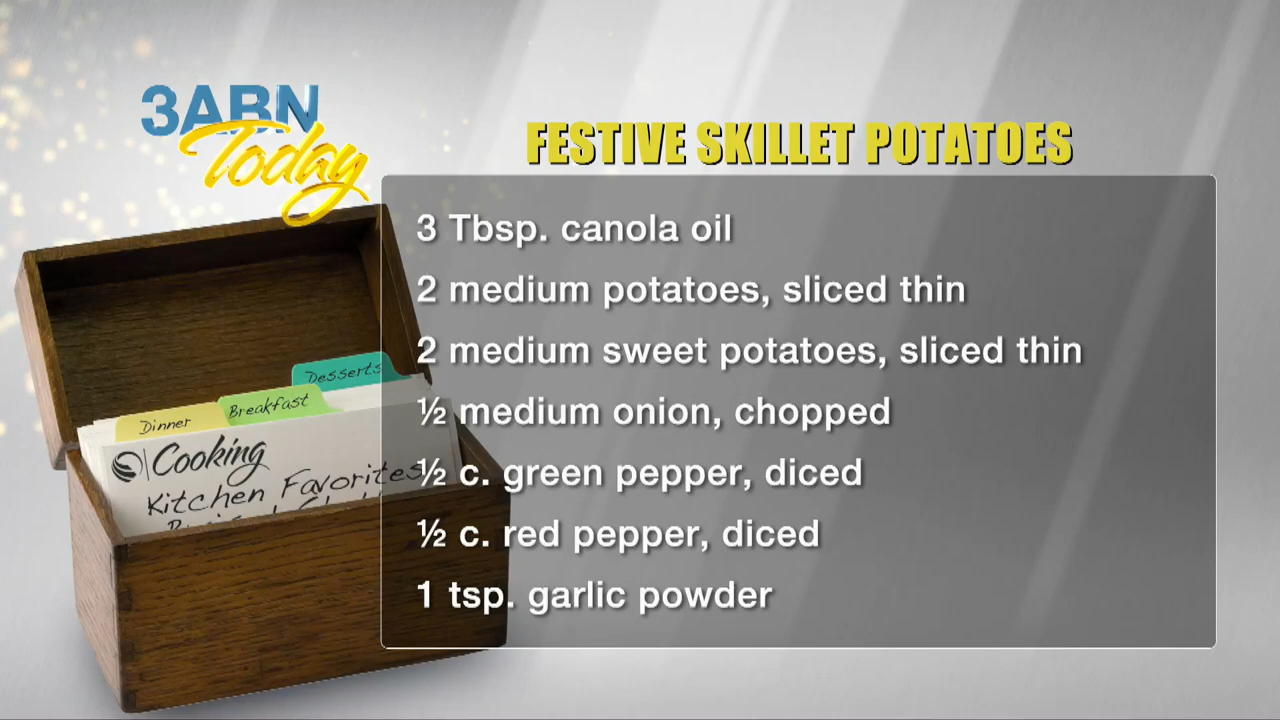 3ABN
Today
FESTIVE SKILLET POTATOES
3 Tbsp. canola oil
2 medium potatoes, sliced thin
2 medium sweet potatoes, sliced thin
½ medium onion, chopped
½ c. green pepper, diced
½ c. red pepper, diced
1 tsp. garlic powder
Desserts
Breakfast
Dinner
Cooking
Kitchen Favorites